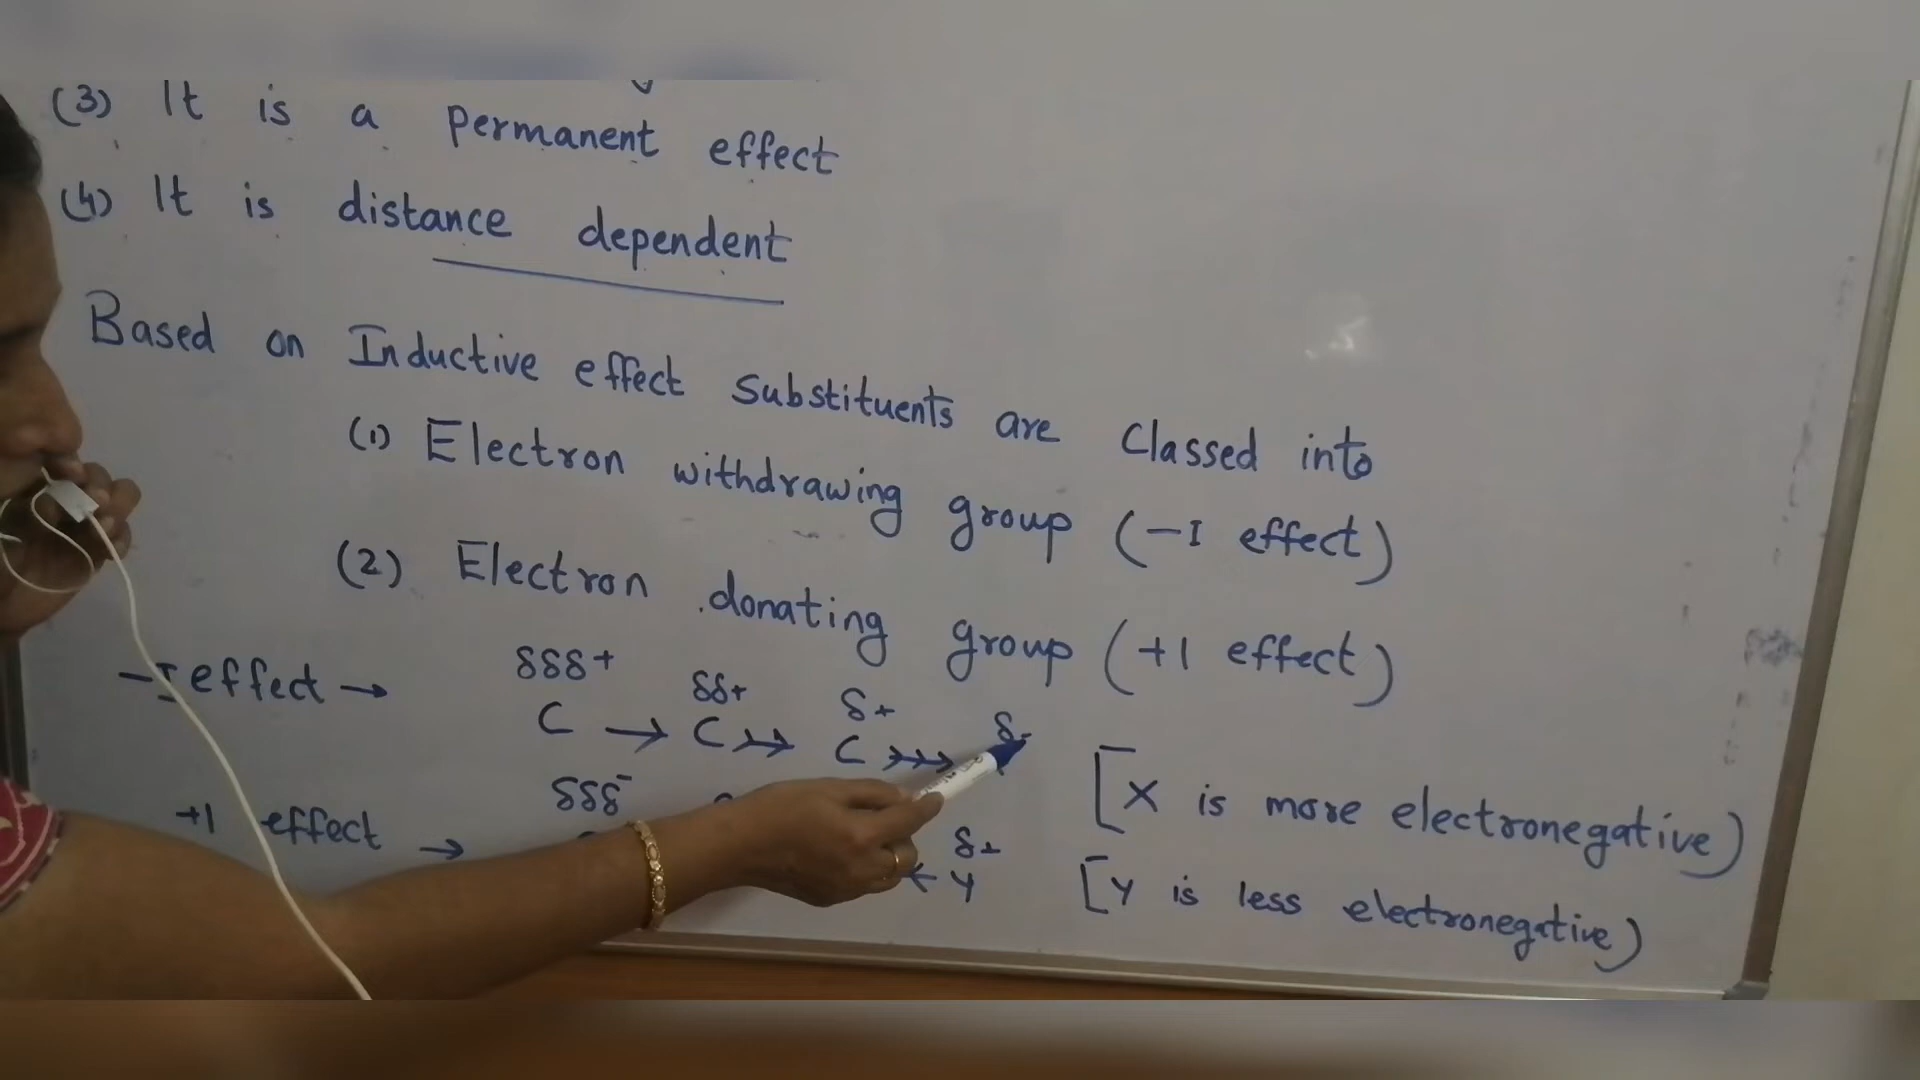 (3) It is a permanent effect
(4) It is distance dependent
Based on Inductive effect substituents are classed into
(1) Electron withdrawing group (-I effect)
(2) Electron donating group (+I effect)
δδδ+ δδ+ δ+ δ-
-I effect → C → C →→ C →→→
[X is more electronegative)
δδδ- δ+
+I effect → ← Y
[Y is less electronegative)